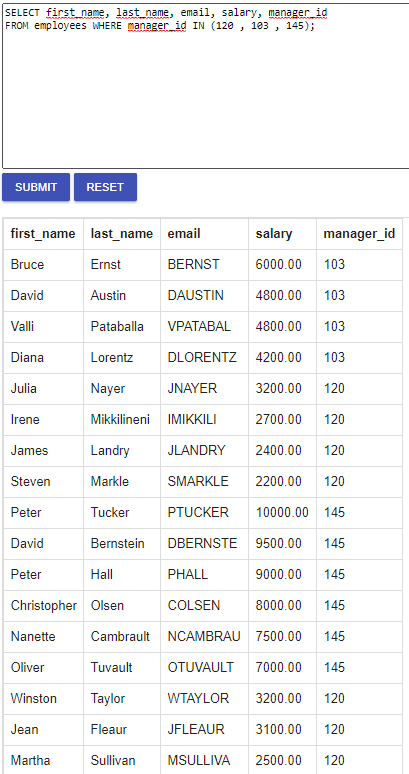 SELECT first_name, last_name, email, salary, manager_id
FROM employees WHERE manager_id IN (120 , 103 , 145);
SUBMIT RESET
first_name last_name email salary manager_id
Bruce Ernst BERNST 6000.00 103
David Austin DAUSTIN 4800.00 103
Valli Pataballa VPATABAL 4800.00 103
Diana Lorentz DLORENTZ 4200.00 103
Julia Nayer JNAYER 3200.00 120
Irene Mikkilineni IMIKKILI 2700.00 120
James Landry JLANDRY 2400.00 120
Steven Markle SMARKLE 2200.00 120
Peter Tucker PTUCKER 10000.00 145
David Bernstein DBERNSTE 9500.00 145
Peter Hall PHALL 9000.00 145
Christopher Olsen COLSEN 8000.00 145
Nanette Cambrault NCAMBRAU 7500.00 145
Oliver Tuvault OTUVAULT 7000.00 145
Winston Taylor WTAYLOR 3200.00 120
Jean Fleaur JFLEAUR 3100.00 120
Martha Sullivan MSULLIVA 2500.00 120